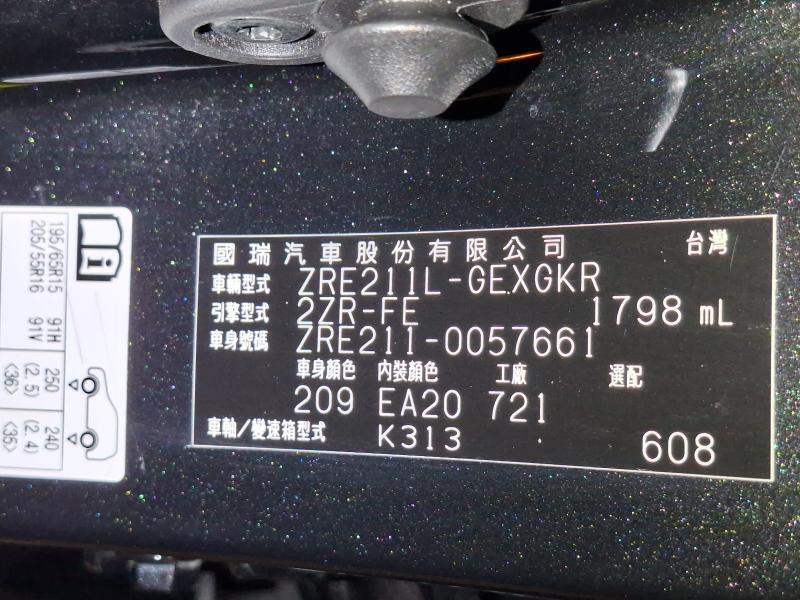 國瑞汽車股份有限公司 台灣
車輛型式 ZRE211L-GEXGKR
引擎型式 2ZR-FE 1798 mL
車身號碼 ZRE211-0057661
車身顏色 內裝顏色 工廠 選配
209 EA20 721
車軸/變速箱型式 K313 608
i
195/65R15 91H 250 (2.5) <36> 240 (2.4) <35>
205/55R16 91V